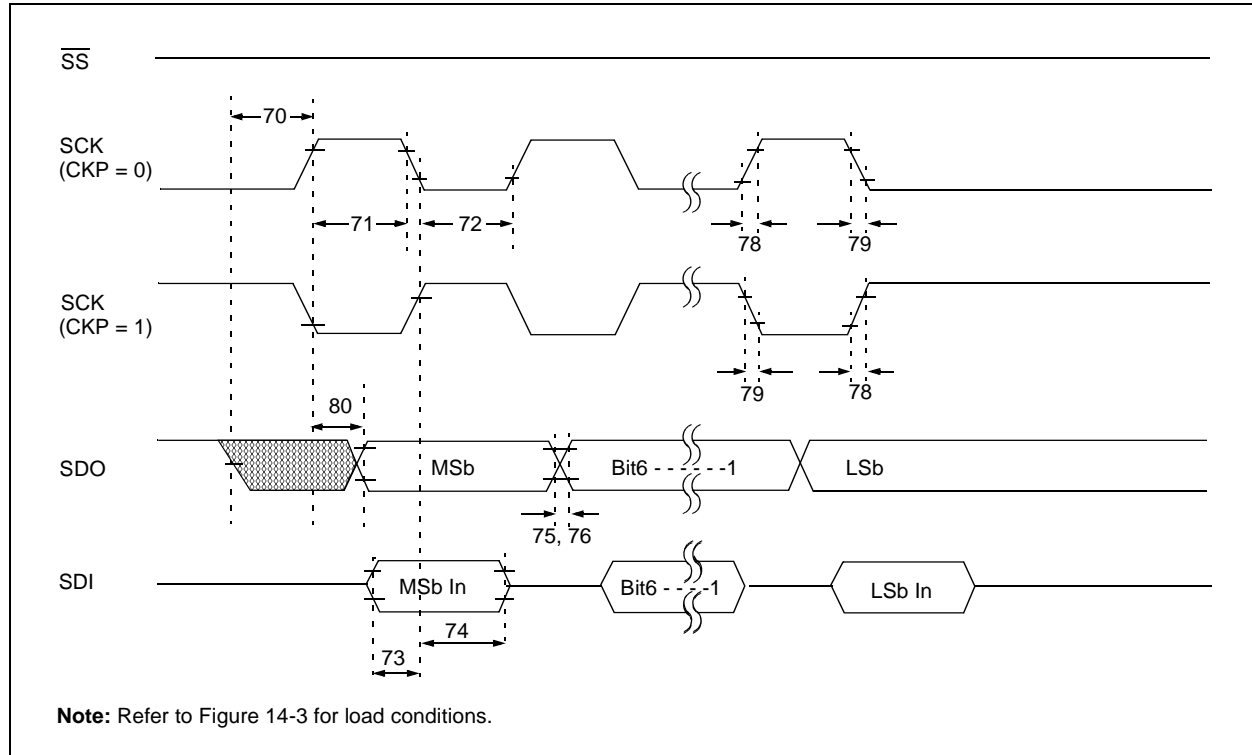 SS
70
SCK
(CKP = 0)
71
72
78
79
SCK
(CKP = 1)
79
78
80
SDO
MSb
Bit6 - - - - - -1
LSb
75, 76
SDI
MSb In
Bit6 - - - - -1
LSb In
74
73
Note: Refer to Figure 14-3 for load conditions.